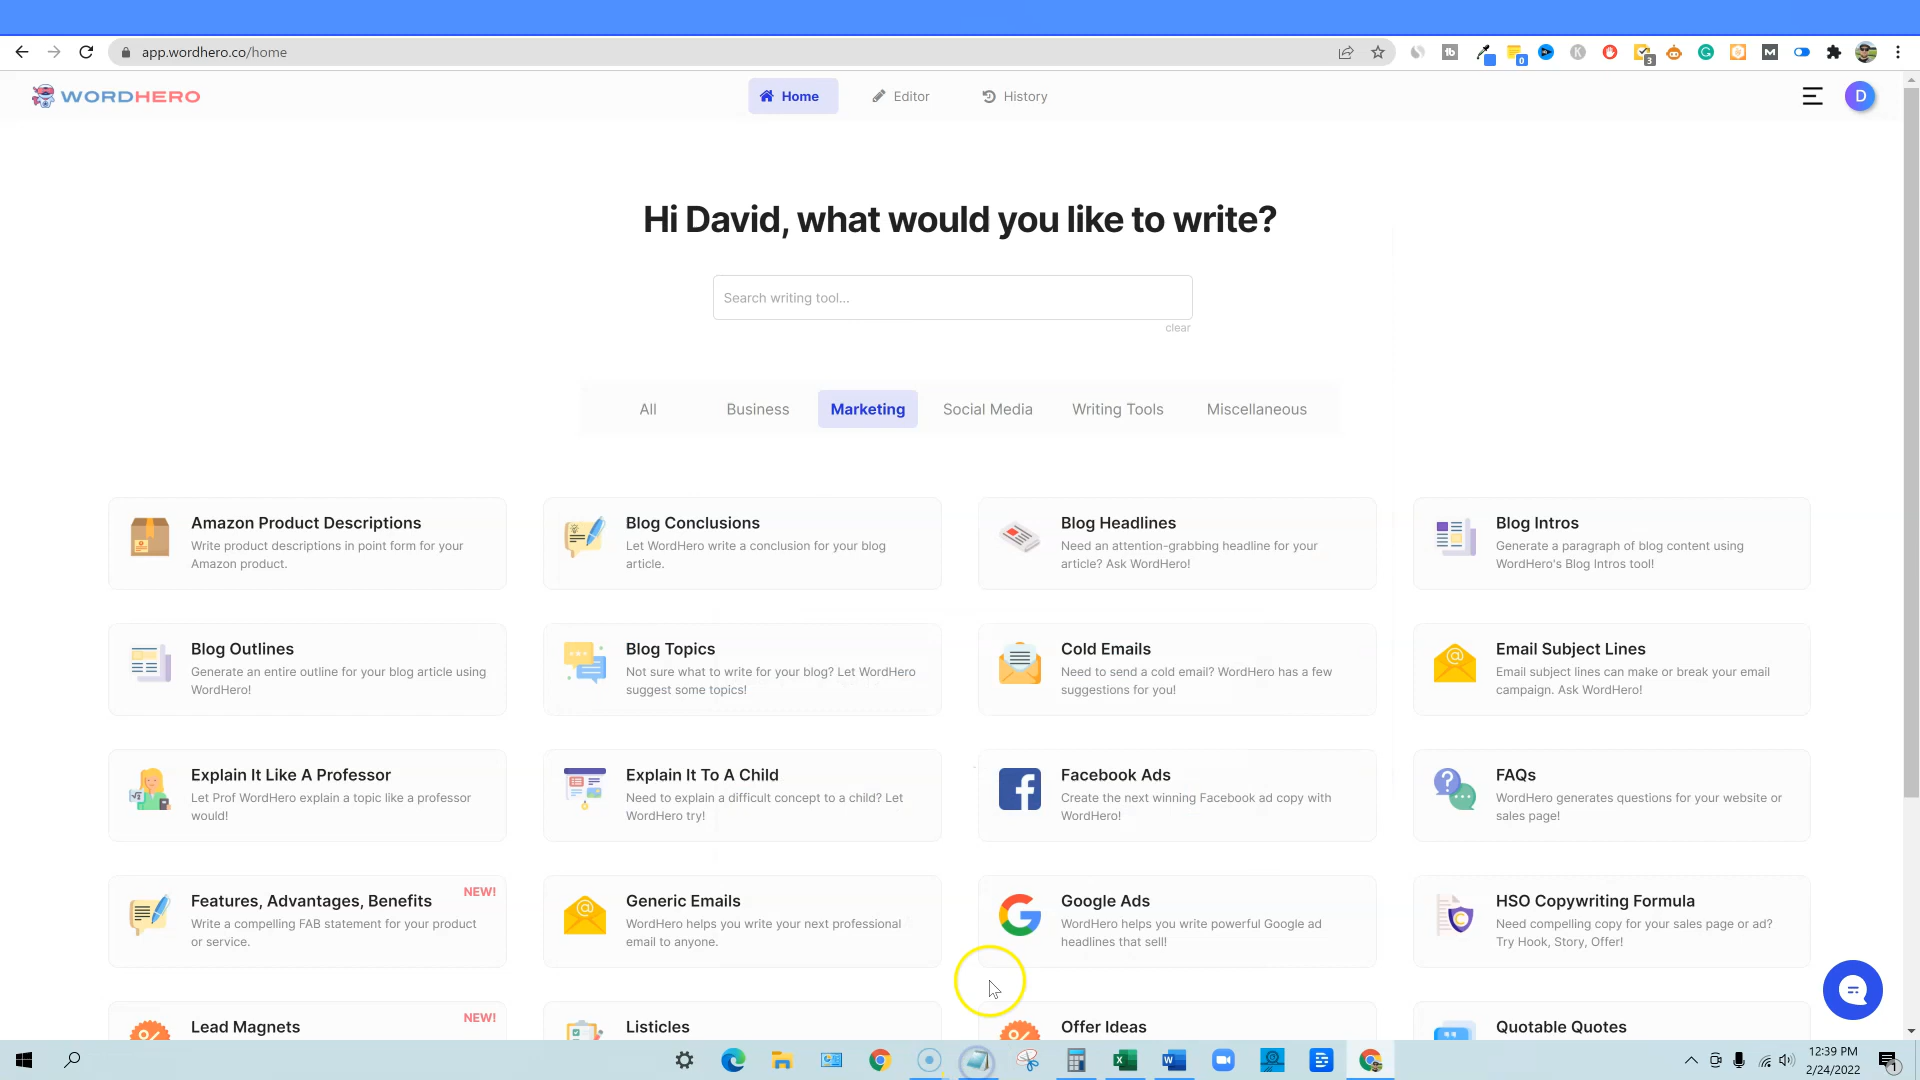 app.wordhero.co/home
WORDHERO
Home
Editor
History
D
Hi David, what would you like to write?
Search writing tool...
clear
All
Business
Marketing
Social Media
Writing Tools
Miscellaneous
Amazon Product Descriptions
Write product descriptions in point form for your
Amazon product.
Blog Conclusions
Let WordHero write a conclusion for your blog
article.
Blog Headlines
Need an attention-grabbing headline for your
article? Ask WordHero!
Blog Intros
Generate a paragraph of blog content using
WordHero's Blog Intros tool!
Blog Outlines
Generate an entire outline for your blog article using
WordHero!
Blog Topics
Not sure what to write for your blog? Let WordHero
suggest some topics!
Cold Emails
Need to send a cold email? WordHero has a few
suggestions for you!
Email Subject Lines
Email subject lines can make or break your email
campaign. Ask WordHero!
Explain It Like A Professor
Let Prof WordHero explain a topic like a professor
would!
Explain It To A Child
Need to explain a difficult concept to a child? Let
WordHero try!
Facebook Ads
Create the next winning Facebook ad copy with
WordHero!
FAQs
WordHero generates questions for your website or
sales page!
Features, Advantages, Benefits
NEW!
Write a compelling FAB statement for your product
or service.
Generic Emails
WordHero helps you write your next professional
email to anyone.
Google Ads
WordHero helps you write powerful Google ad
headlines that sell!
HSO Copywriting Formula
Need compelling copy for your sales page or ad?
Try Hook, Story, Offer!
Lead Magnets
NEW!
Listicles
Offer Ideas
Quotable Quotes
12:39 PM
2/24/2022